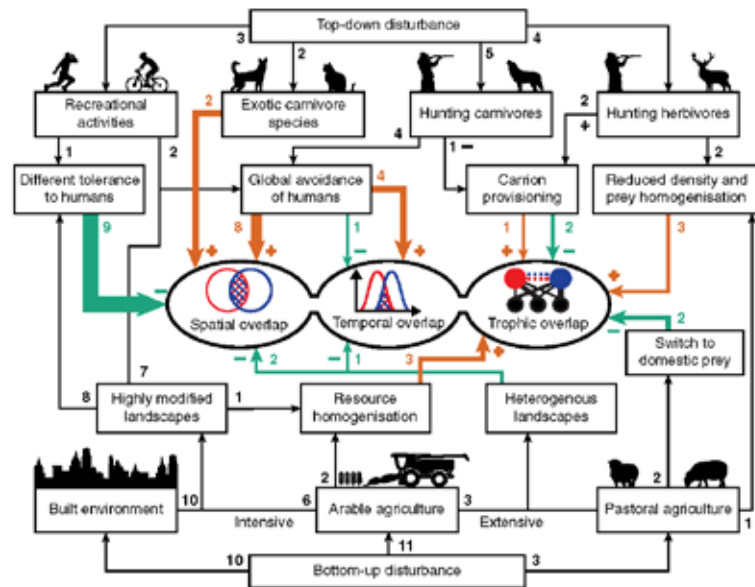 Top-down disturbance
3
2
5
4
Recreational
activities
2
Exotic carnivore
species
Hunting carnivores
2
+
Hunting herbivores
1
2
4
1 −
2
Different tolerance
to humans
Global avoidance
of humans
4
Carrion
provisioning
Reduced density and
prey homogenisation
9
8
1
1
2
3
+
+
−
+
+
−
+
−
Spatial overlap
Temporal overlap
Trophic overlap
−
−
2
−
1
3
+
2
Switch to
domestic prey
7
8
Highly modified
landscapes
1
Resource
homogenisation
Heterogenous
landscapes
2
2
Built environment
10
6
Arable agriculture
3
Pastoral agriculture
1
Intensive
Extensive
11
10
3
Bottom-up disturbance